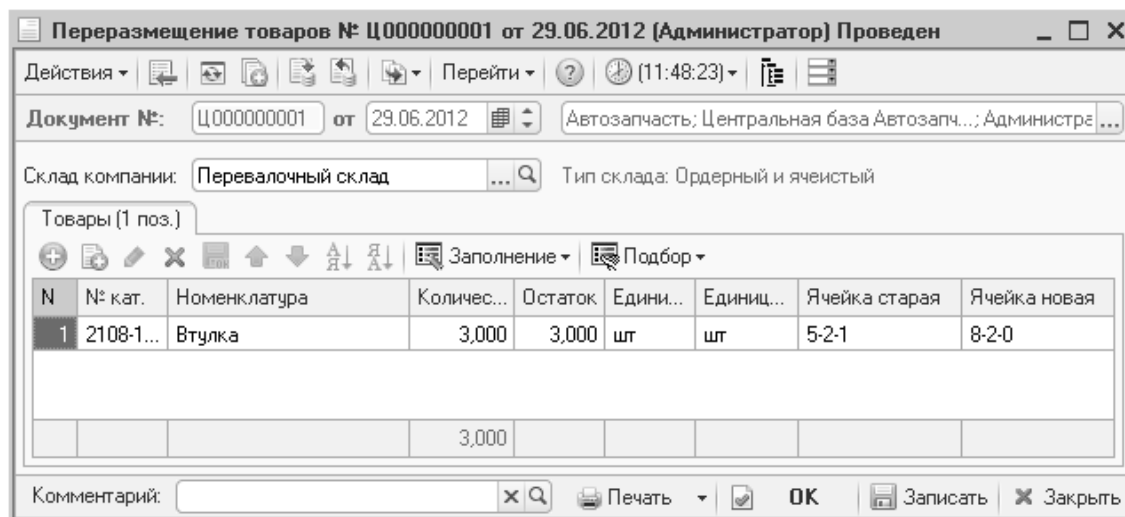 Переразмещение товаров № Ц000000001 от 29.06.2012 (Администратор) Проведен
Действия Перейти (11:48:23)
Документ №: Ц000000001 от 29.06.2012 Автозапчасть; Центральная база Автозапч...; Администра ...
Склад компании: Перевалочный склад ... Тип склада: Ордерный и ячеистый
Товары (1 поз.)
Заполнение Подбор
N № кат. Номенклатура Количес... Остаток Едини... Единиц... Ячейка старая Ячейка новая
1 2108-1... Втулка 3,000 3,000 шт шт 5-2-1 8-2-0
3,000
Комментарий: Печать OK Записать Закрыть